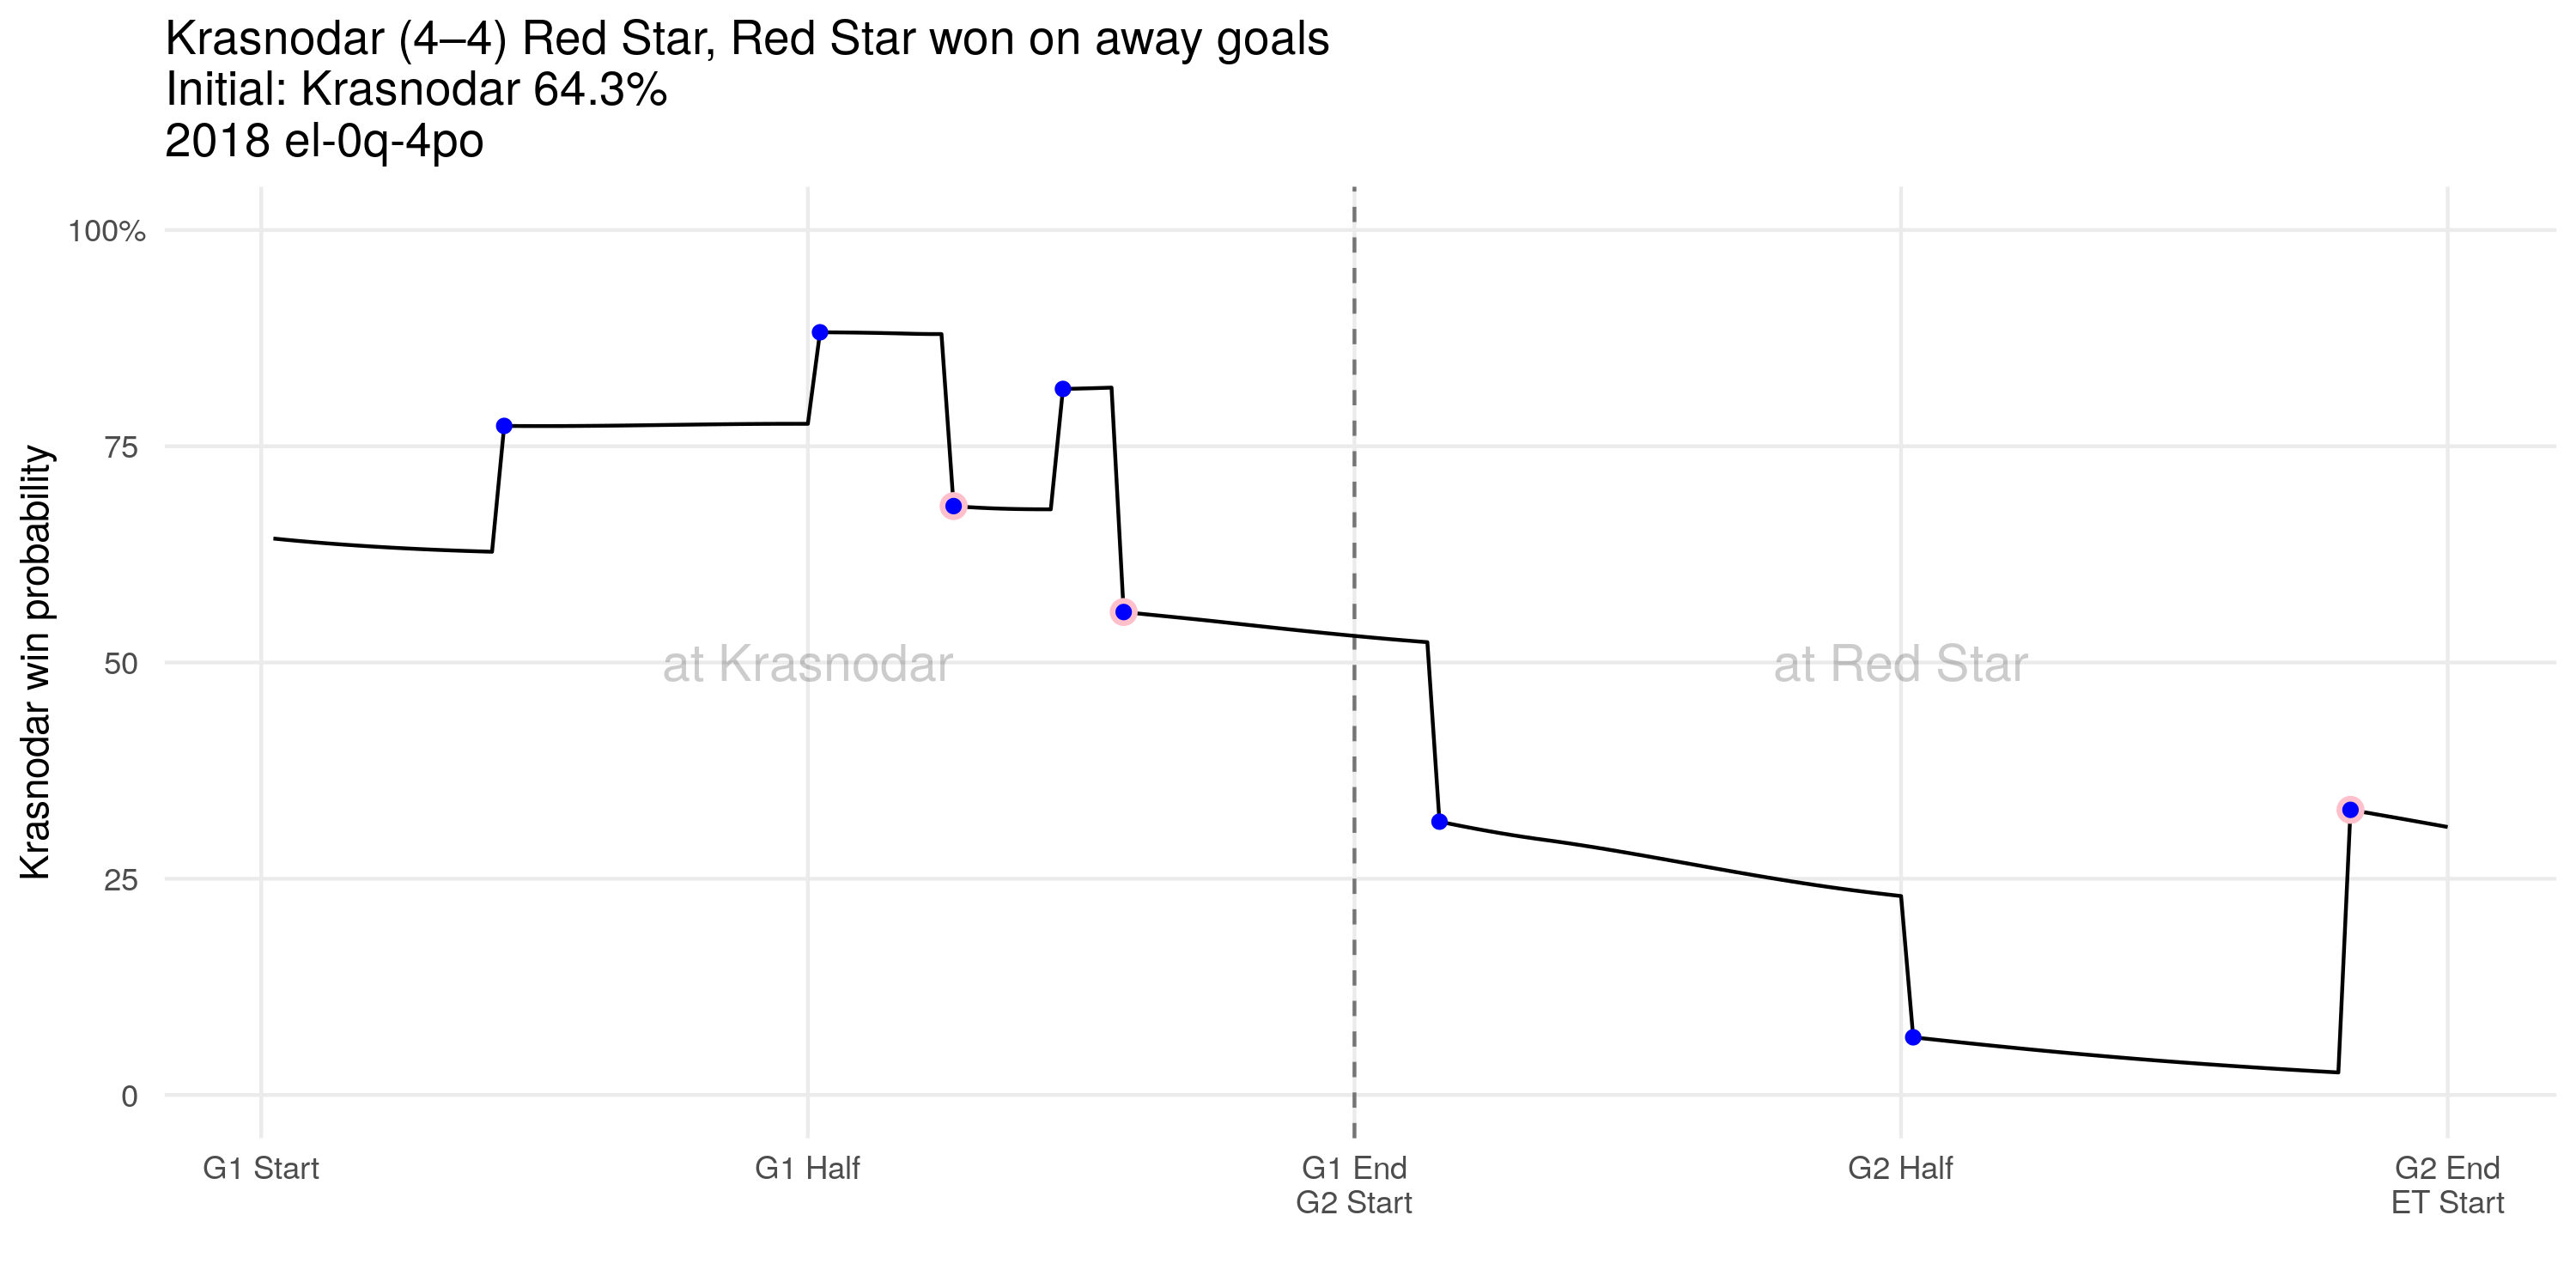 Krasnodar (4–4) Red Star, Red Star won on away goals
Initial: Krasnodar 64.3%
2018 el-0q-4po
Krasnodar win probability
100%
75
50
25
0
at Krasnodar
at Red Star
G1 Start
G1 Half
G1 End
G2 Start
G2 Half
G2 End
ET Start